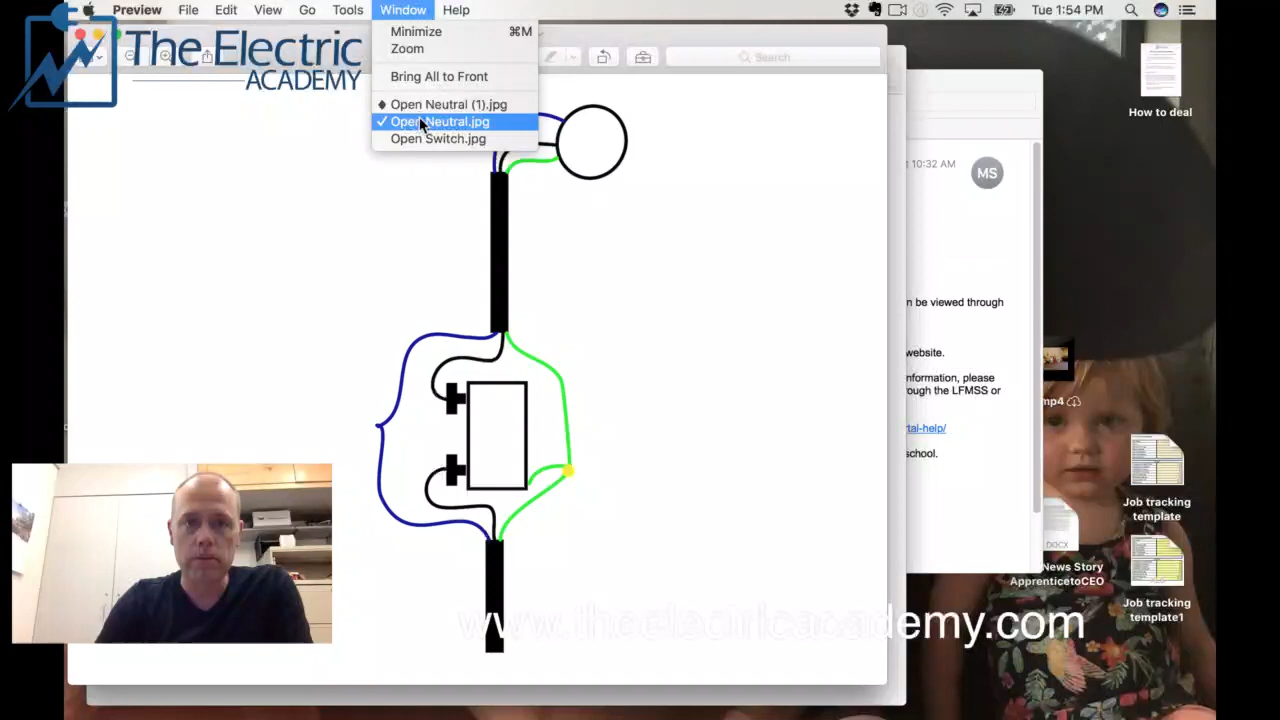 Preview File Edit View Go Tools Window Help
Tue 1:54 PM
The Electric
ACADEMY
Minimize ⌘M
Zoom
Bring All to Front
Open Neutral (1).jpg
Open Neutral.jpg
Open Switch.jpg
Search
How to deal
10:32 AM
MS
n be viewed through
website.
nformation, please
rough the LFMSS or
mp4
tal-help/
school.
Job tracking
template
DOCX
News Story
ApprenticetoCEO
Job tracking
template1
www.theelectricacademy.com